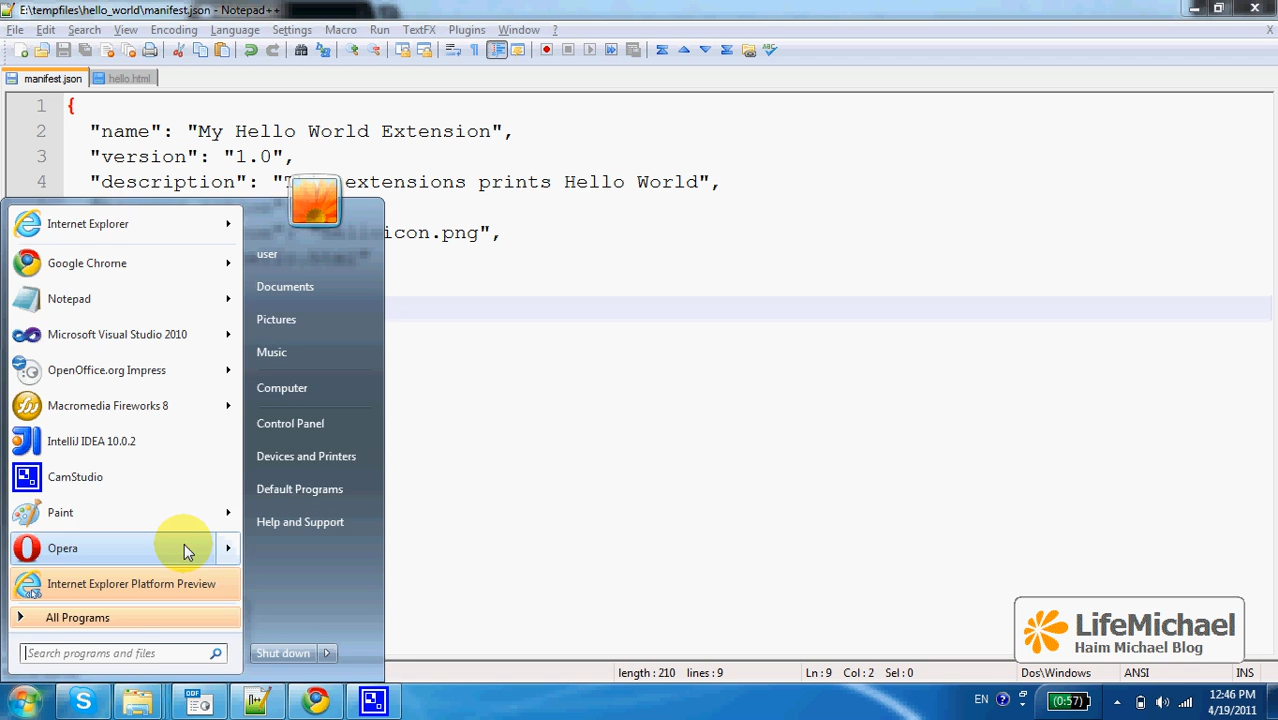 E:\tempfiles\hello_world\manifest.json - Notepad++
File Edit Search View Encoding Language Settings Macro Run TextFX Plugins Window ? X
manifest.json hello.html
1 {
2 "name": "My Hello World Extension",
3 "version": "1.0",
4 "description": " extensions prints Hello World",
icon.png",
Internet Explorer
Google Chrome
Notepad
Microsoft Visual Studio 2010
OpenOffice.org Impress
Macromedia Fireworks 8
IntelliJ IDEA 10.0.2
CamStudio
Paint
Opera
Internet Explorer Platform Preview
All Programs
Search programs and files
user
Documents
Pictures
Music
Computer
Control Panel
Devices and Printers
Default Programs
Help and Support
Shut down
LifeMichael
Haim Michael Blog
length : 210 lines : 9 Ln : 9 Col : 2 Sel : 0 Dos\Windows ANSI INS
EN (0:57) 12:46 PM
4/19/2011